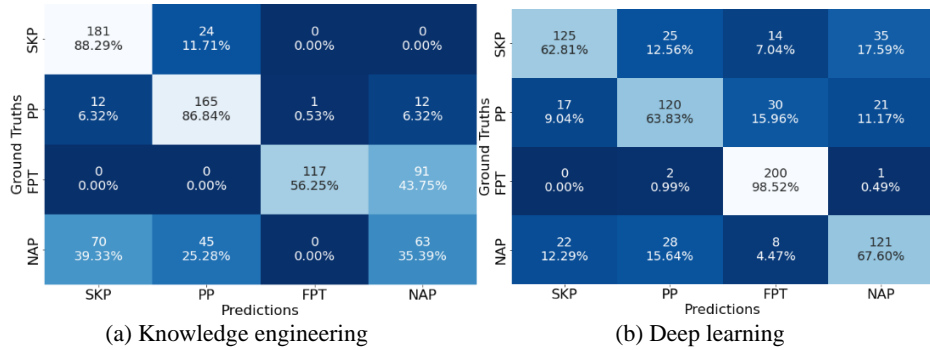 Ground Truths
SKP
181 24 0 0
88.29% 11.71% 0.00% 0.00%
PP
12 165 1 12
6.32% 86.84% 0.53% 6.32%
FPT
0 0 117 91
0.00% 0.00% 56.25% 43.75%
NAP
70 45 0 63
39.33% 25.28% 0.00% 35.39%
SKP PP FPT NAP
Predictions
(a) Knowledge engineering
Ground Truths
SKP
125 25 14 35
62.81% 12.56% 7.04% 17.59%
PP
17 120 30 21
9.04% 63.83% 15.96% 11.17%
FPT
0 2 200 1
0.00% 0.99% 98.52% 0.49%
NAP
22 28 8 121
12.29% 15.64% 4.47% 67.60%
SKP PP FPT NAP
Predictions
(b) Deep learning